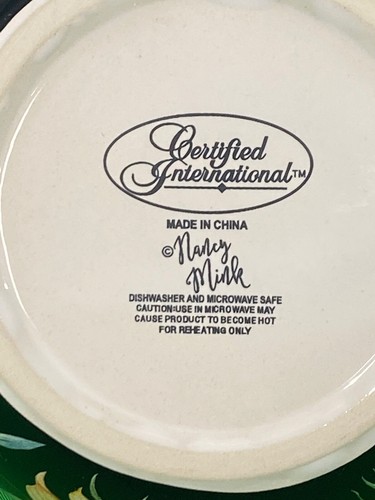 Certified
International™
MADE IN CHINA
©Nancy
Mink
DISHWASHER AND MICROWAVE SAFE
CAUTION:USE IN MICROWAVE MAY
CAUSE PRODUCT TO BECOME HOT
FOR REHEATING ONLY